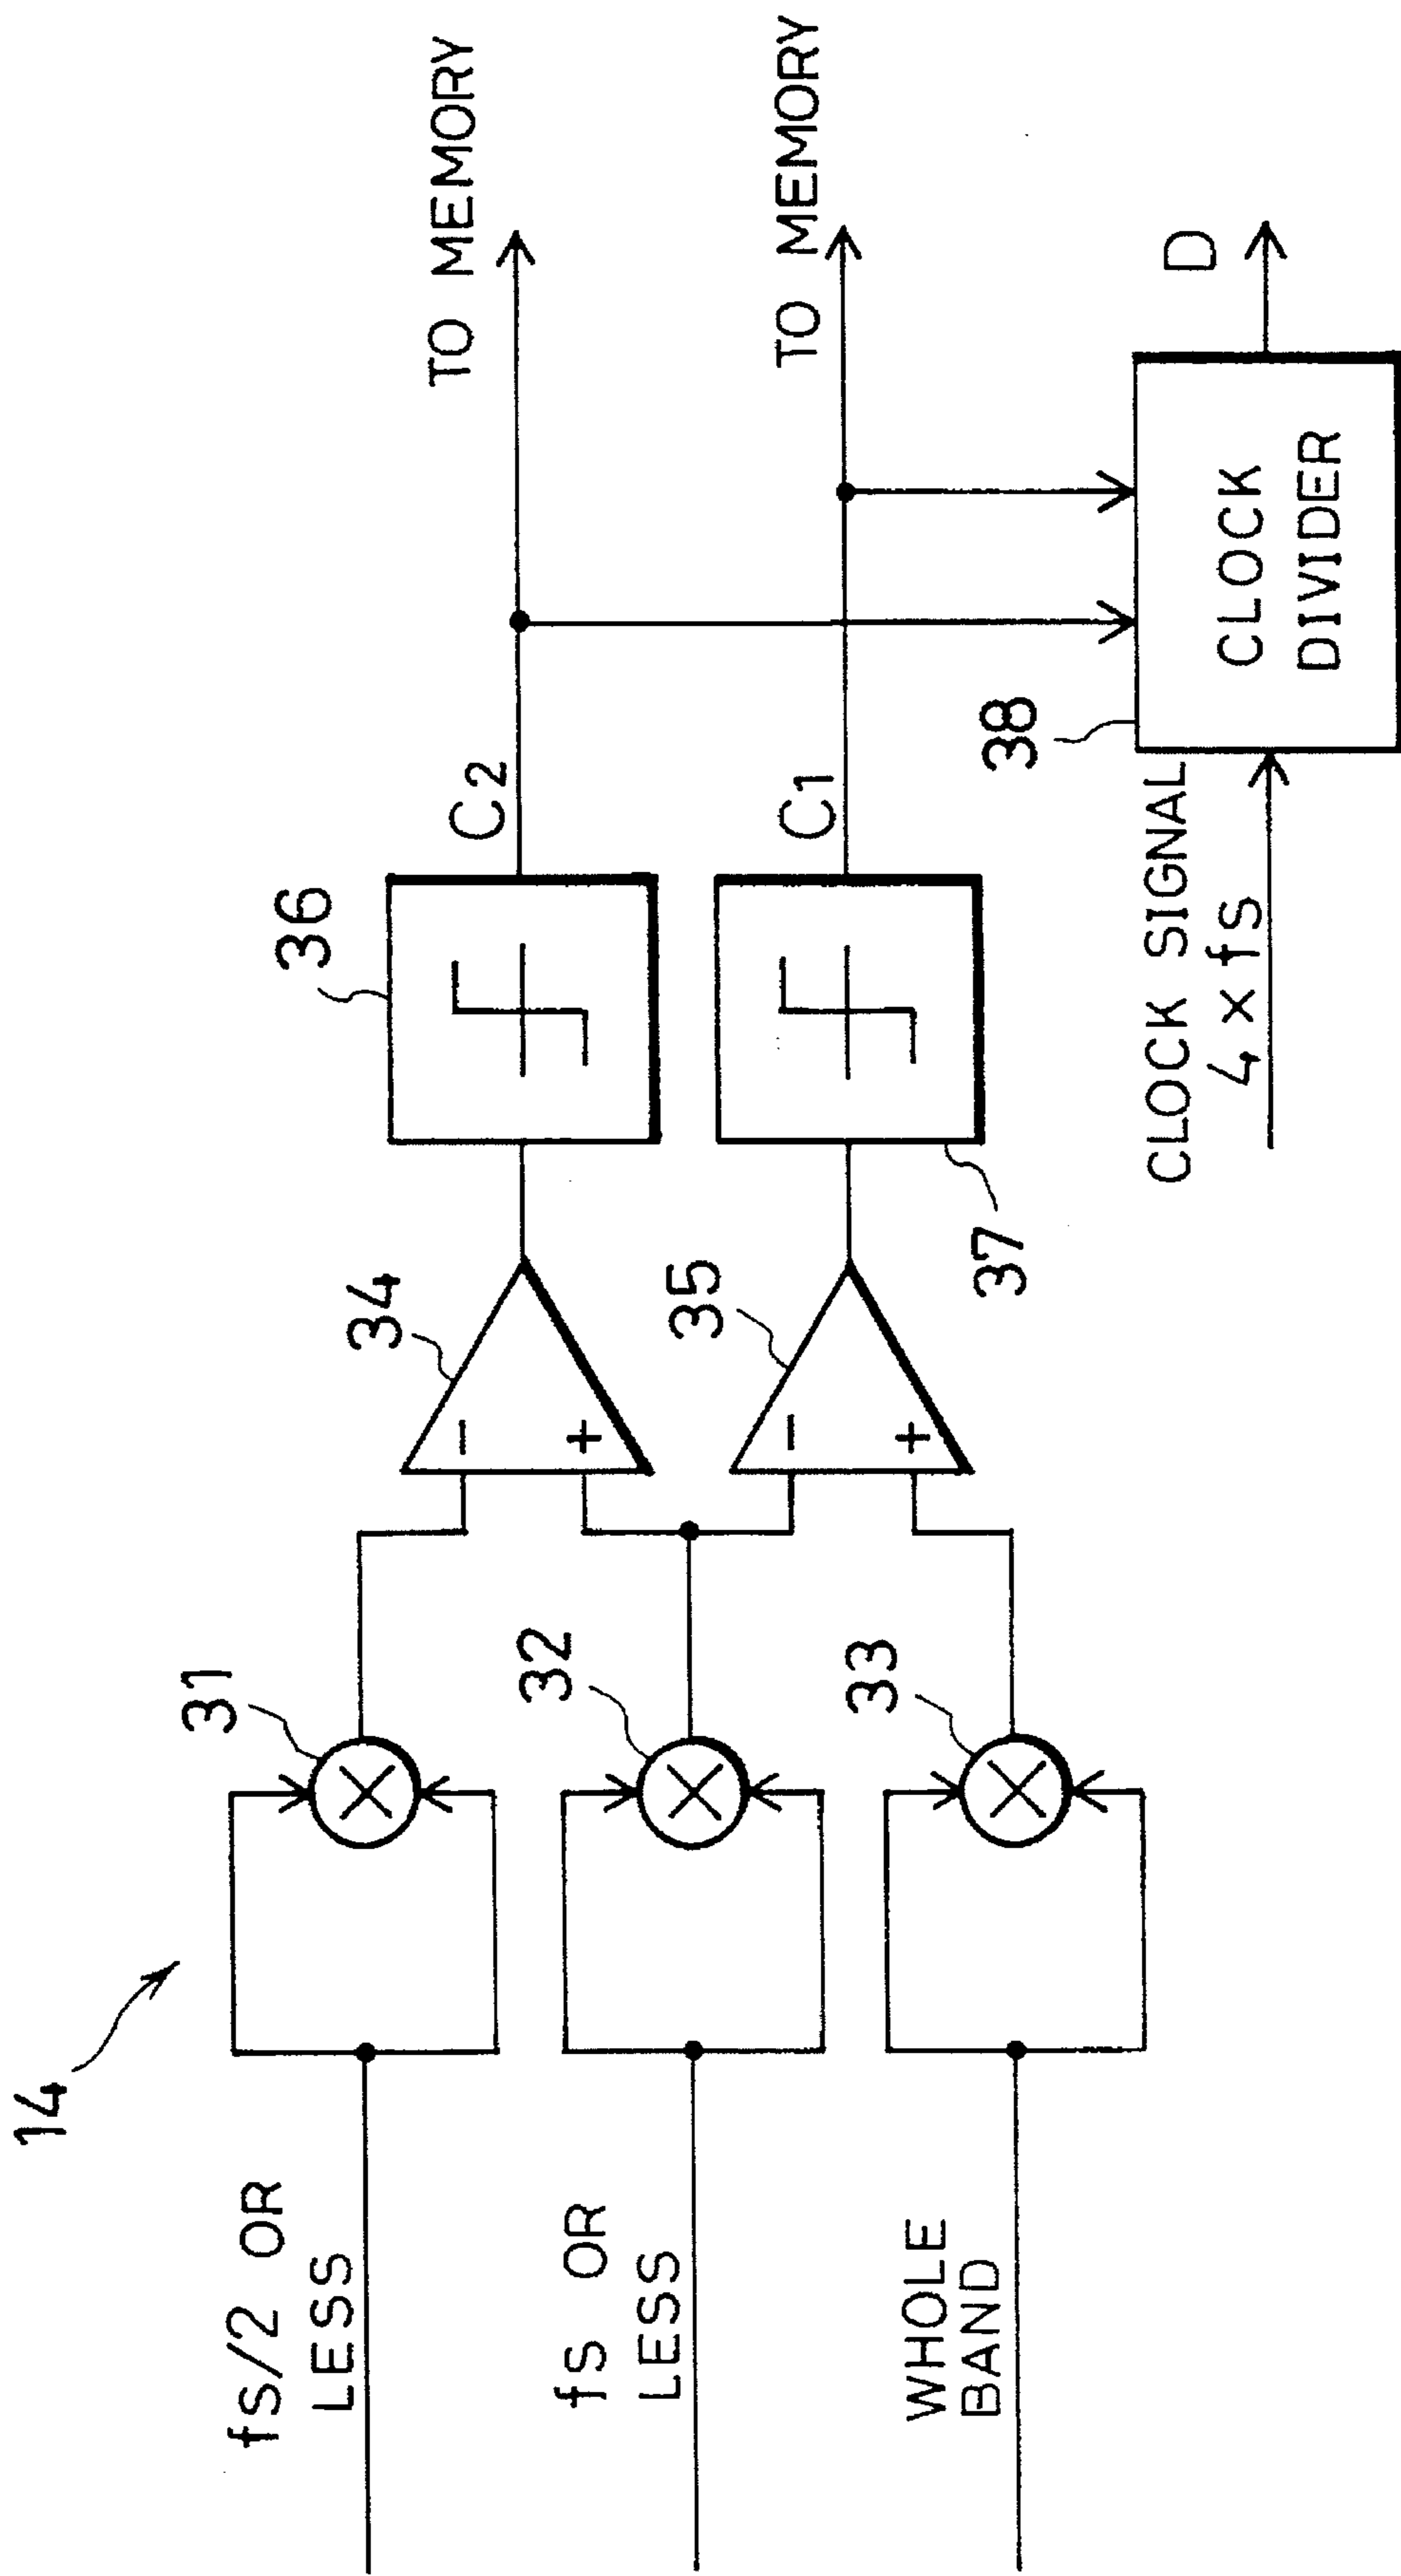 14
fs/2 OR
LESS
31
34
36
C2
TO MEMORY
fs OR
LESS
32
35
37
C1
TO MEMORY
WHOLE
BAND
33
-
+
-
+
38
CLOCK SIGNAL
4 × fs
CLOCK
DIVIDER
D